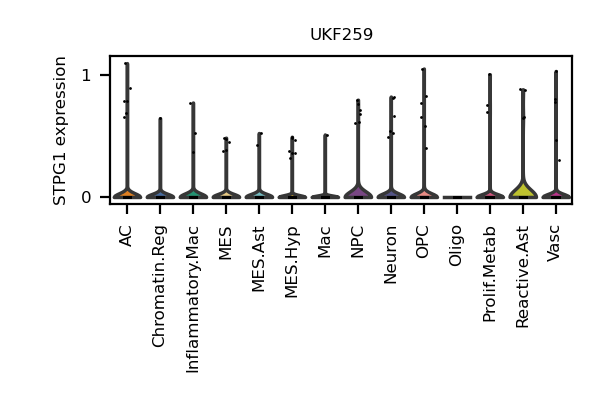 UKF259
STPG1 expression
1
0
AC
Chromatin.Reg
Inflammatory.Mac
MES
MES.Ast
MES.Hyp
Mac
NPC
Neuron
OPC
Oligo
Prolif.Metab
Reactive.Ast
Vasc